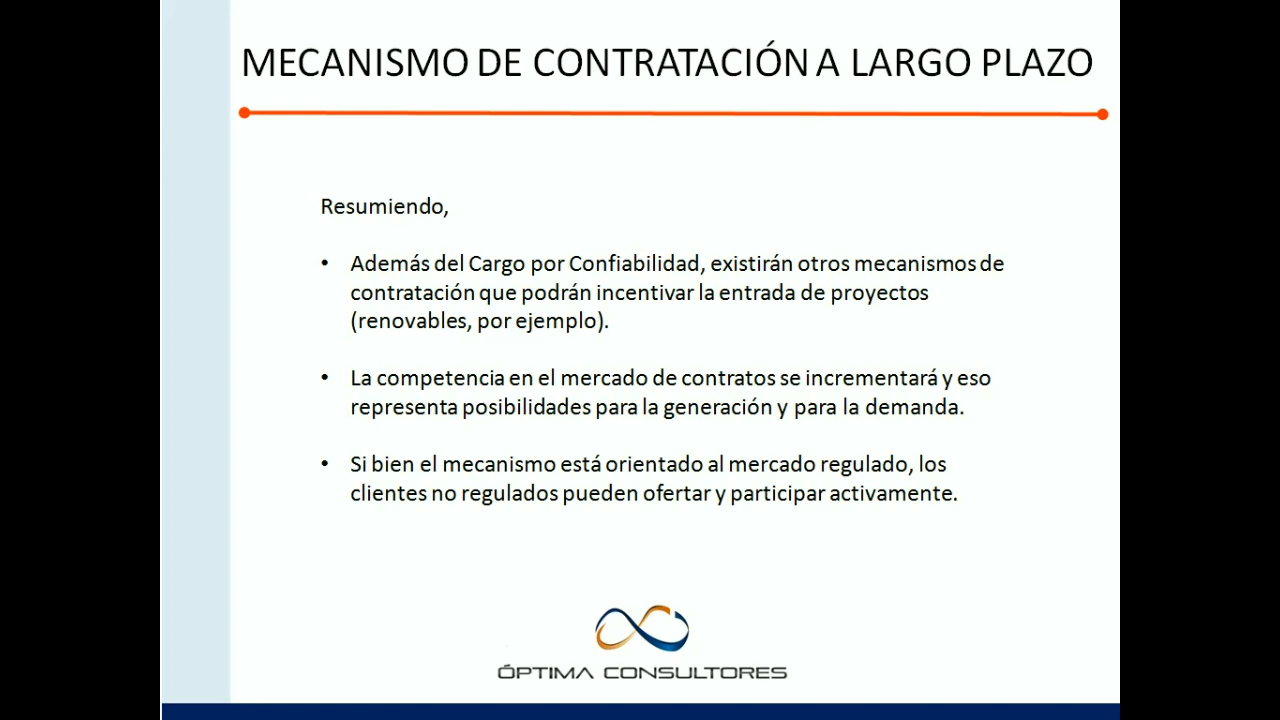 MECANISMO DE CONTRATACIÓN A LARGO PLAZO
Resumiendo,
• Además del Cargo por Confiabilidad, existirán otros mecanismos de
contratación que podrán incentivar la entrada de proyectos
(renovables, por ejemplo).
• La competencia en el mercado de contratos se incrementará y eso
representa posibilidades para la generación y para la demanda.
• Si bien el mecanismo está orientado al mercado regulado, los
clientes no regulados pueden ofertar y participar activamente.
ÓPTIMA CONSULTORES